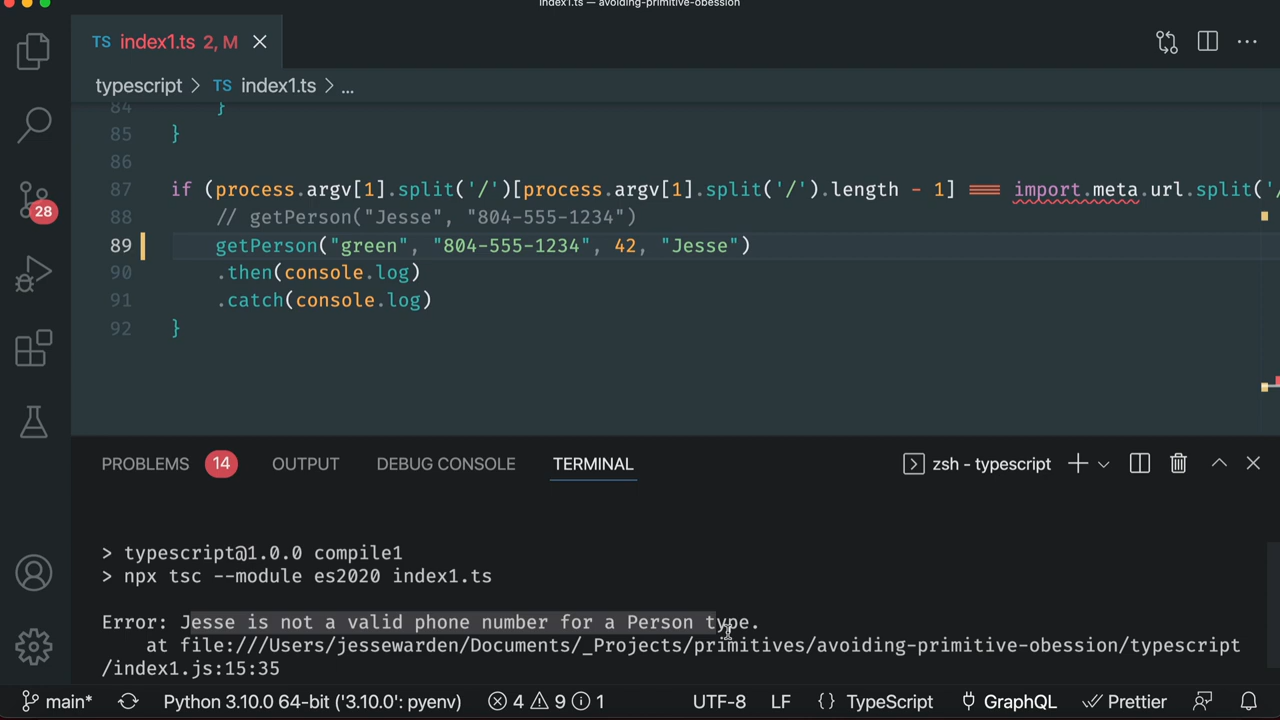 index1.ts — avoiding-primitive-obession
TS index1.ts 2, M
typescript > TS index1.ts > ...
84 }
85 }
86
87 if (process.argv[1].split('/')[process.argv[1].split('/').length - 1] === import.meta.url.split('/
88 // getPerson("Jesse", "804-555-1234")
89 getPerson("green", "804-555-1234", 42, "Jesse")
90 .then(console.log)
91 .catch(console.log)
92 }
28
PROBLEMS 14 OUTPUT DEBUG CONSOLE TERMINAL zsh - typescript
> typescript@1.0.0 compile1
> npx tsc --module es2020 index1.ts
Error: Jesse is not a valid phone number for a Person type.
at file:///Users/jessewarden/Documents/_Projects/primitives/avoiding-primitive-obession/typescript
/index1.js:15:35
main* Python 3.10.0 64-bit ('3.10.0': pyenv) 4 9 1 UTF-8 LF {} TypeScript GraphQL Prettier